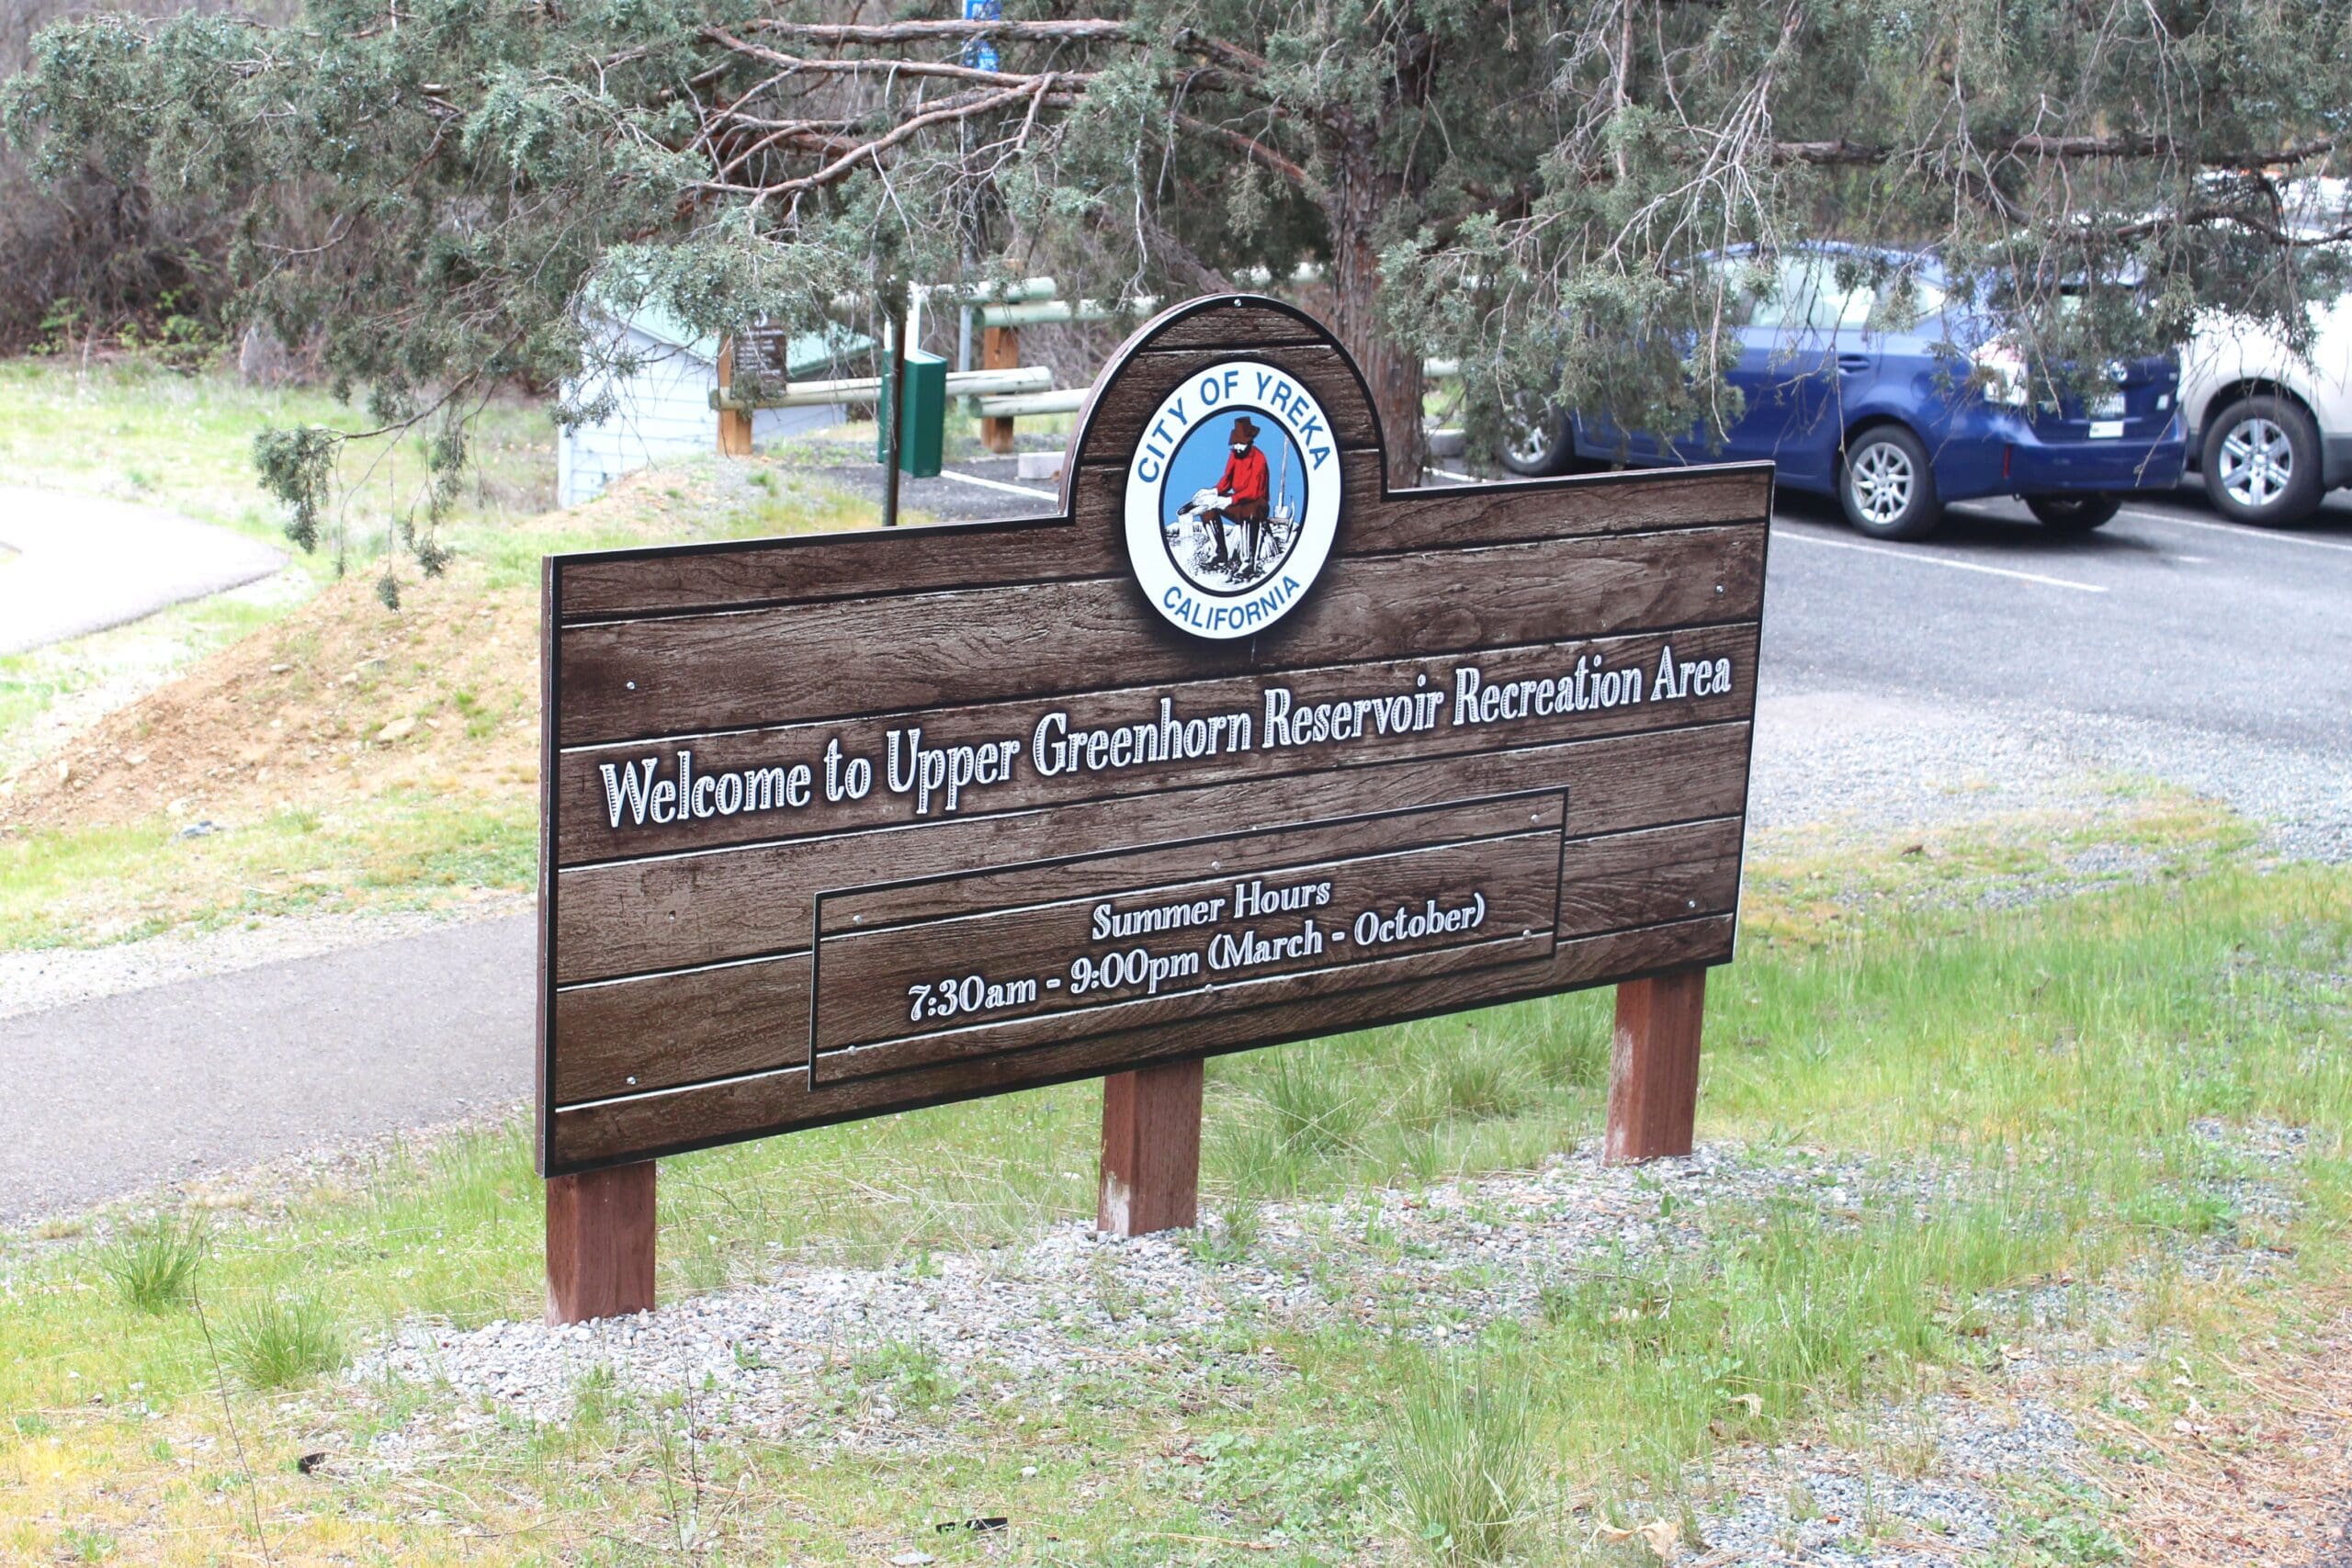 CITY OF YREKA
CALIFORNIA
Welcome to Upper Greenhorn Reservoir Recreation Area
Summer Hours
7:30am - 9:00pm (March - October)